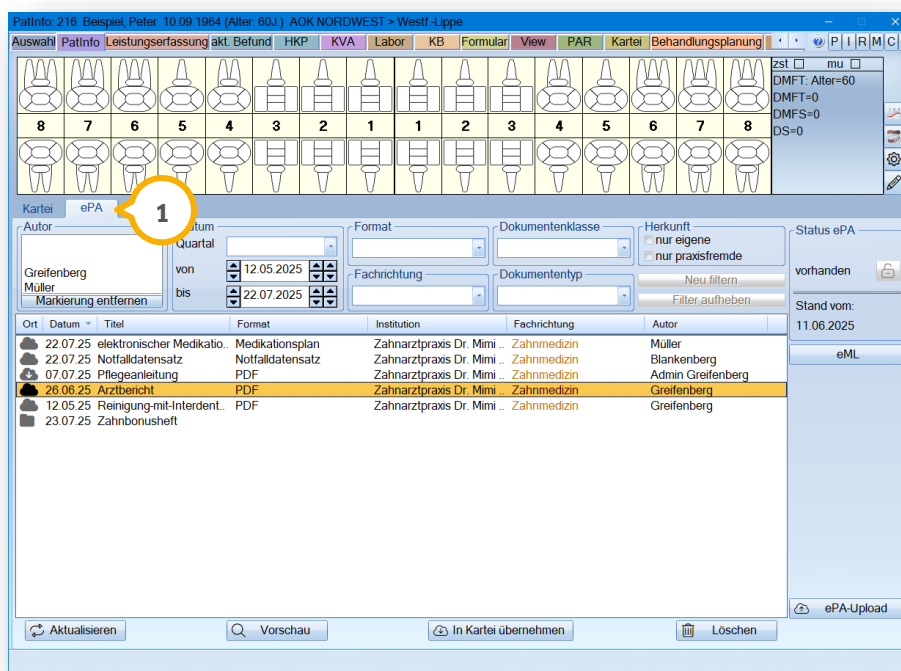 PatInfo: 216 Beispiel, Peter 10.09.1964 (Alter: 60J.) AOK NORDWEST > Westf.-Lippe
Auswahl PatInfo Leistungserfassung akt. Befund HKP KVA Labor KB Formular View PAR Kartei Behandlungsplanung P I R M C
zst mu
DMFT: Alter=60
DMFT=0
DMFS=0
DS=0
8 7 6 5 4 3 2 1 1 2 3 4 5 6 7 8
Kartei ePA 1
Autor
Greifenberg
Müller
Markierung entfernen
Quartal
von 12.05.2025
bis 22.07.2025
Format
Fachrichtung
Dokumentenklasse
Dokumententyp
Herkunft
nur eigene
nur praxisfremde
Neu filtern
Filter aufheben
Status ePA
vorhanden
Stand vom:
11.06.2025
eML
Ort Datum Titel Format Institution Fachrichtung Autor
22.07.25 elektronischer Medikatio.. Medikationsplan Zahnarztpraxis Dr. Mimi .. Zahnmedizin Müller
22.07.25 Notfalldatensatz Notfalldatensatz Zahnarztpraxis Dr. Mimi .. Zahnmedizin Blankenberg
07.07.25 Pflegeanleitung PDF Zahnarztpraxis Dr. Mimi .. Zahnmedizin Admin Greifenberg
26.06.25 Arztbericht PDF Zahnarztpraxis Dr. Mimi .. Zahnmedizin Greifenberg
12.05.25 Reinigung-mit-Interdent.. PDF Zahnarztpraxis Dr. Mimi .. Zahnmedizin Greifenberg
23.07.25 Zahnbonusheft
ePA-Upload
Aktualisieren Vorschau In Kartei übernehmen Löschen